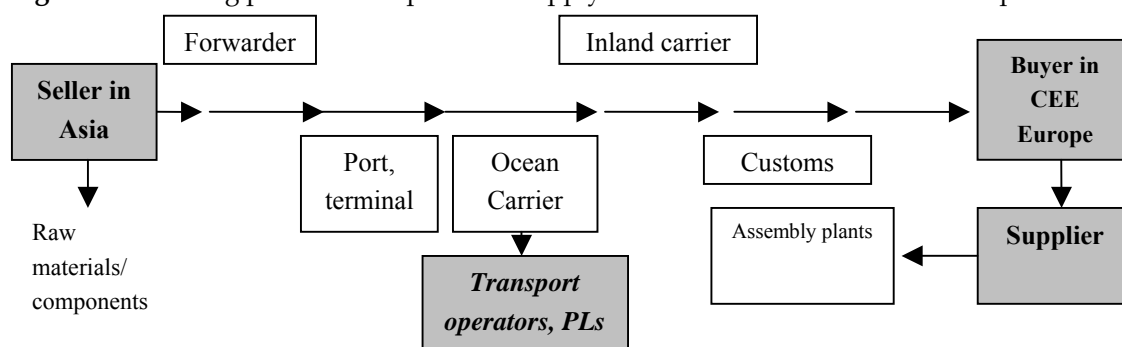 Forwarder
Inland carrier
Seller in
Asia
Buyer in
CEE
Europe
Port,
terminal
Ocean
Carrier
Customs
Raw
materials/
components
Transport
operators, PLs
Assembly plants
Supplier